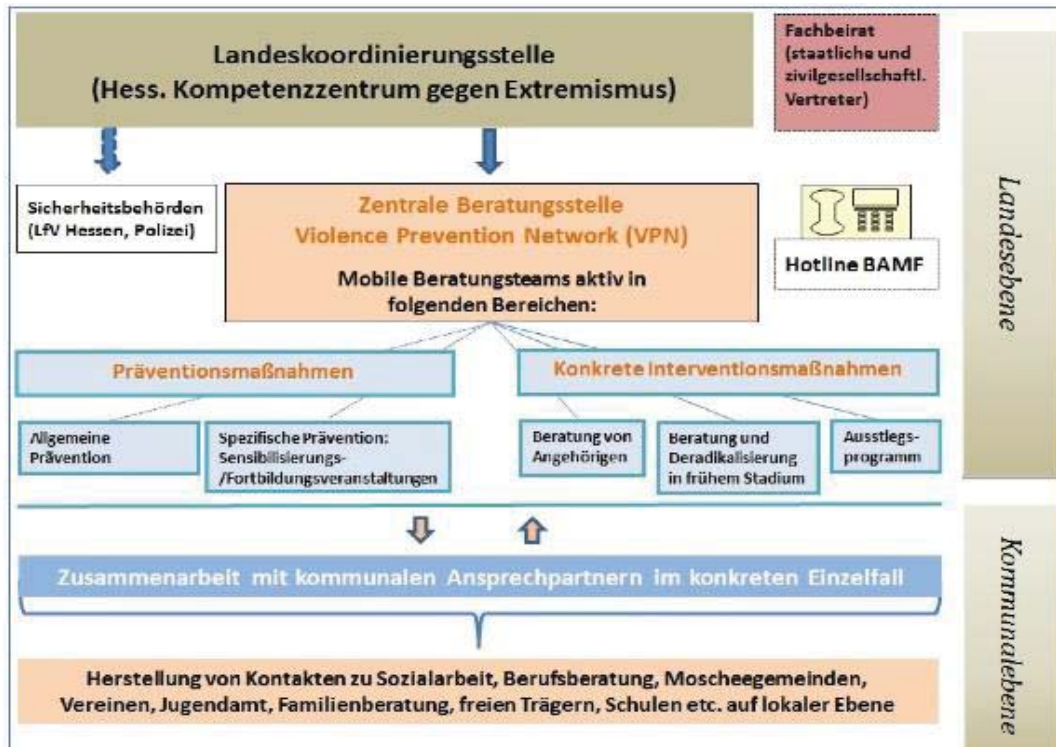 Landeskoordinierungsstelle
(Hess. Kompetenzzentrum gegen Extremismus)
Fachbeirat
(staatliche und
zivilgesellschaftl.
Vertreter)
Sicherheitsbehörden
(LfV Hessen, Polizei)
Zentrale Beratungsstelle
Violence Prevention Network (VPN)
Mobile Beratungsteams aktiv in
folgenden Bereichen:
Hotline BAMF
Landesebene
Präventionsmaßnahmen
Konkrete Interventionsmaßnahmen
Allgemeine
Prävention
Spezifische Prävention:
Sensibilisierungs-
/Fortbildungsveranstaltungen
Beratung von
Angehörigen
Beratung und
Deradikalisierung
in frühem Stadium
Ausstiegs-
programm
Zusammenarbeit mit kommunalen Ansprechpartnern im konkreten Einzelfall
Herstellung von Kontakten zu Sozialarbeit, Berufsberatung, Moscheegemeinden,
Vereinen, Jugendamt, Familienberatung, freien Trägern, Schulen etc. auf lokaler Ebene
Kommunalebene